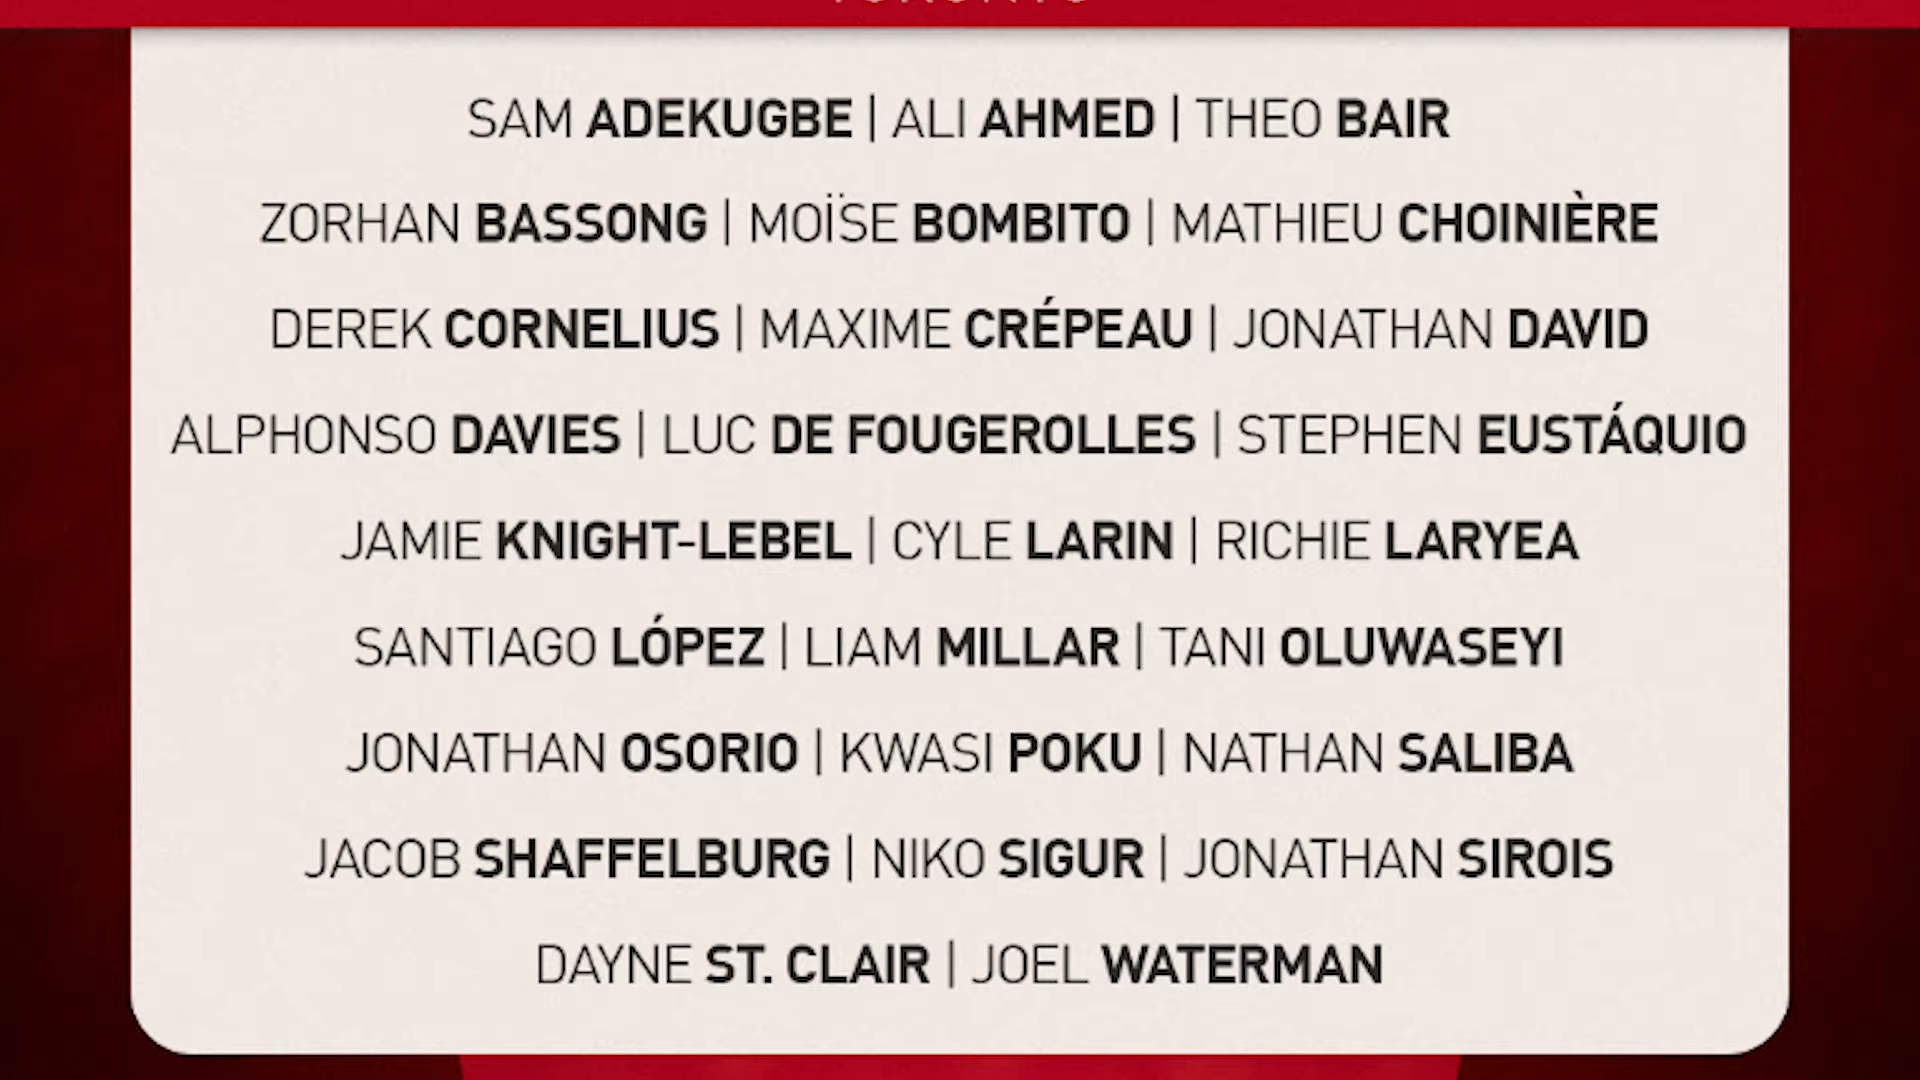 SAM ADEKUGBE | ALI AHMED | THEO BAIR
ZORHAN BASSONG | MOÏSE BOMBITO | MATHIEU CHOINIÈRE
DEREK CORNELIUS | MAXIME CRÉPEAU | JONATHAN DAVID
ALPHONSO DAVIES | LUC DE FOUGEROLLES | STEPHEN EUSTÁQUIO
JAMIE KNIGHT-LEBEL | CYLE LARIN | RICHIE LARYEA
SANTIAGO LÓPEZ | LIAM MILLAR | TANI OLUWASEYI
JONATHAN OSORIO | KWASI POKU | NATHAN SALIBA
JACOB SHAFFELBURG | NIKO SIGUR | JONATHAN SIROIS
DAYNE ST. CLAIR | JOEL WATERMAN